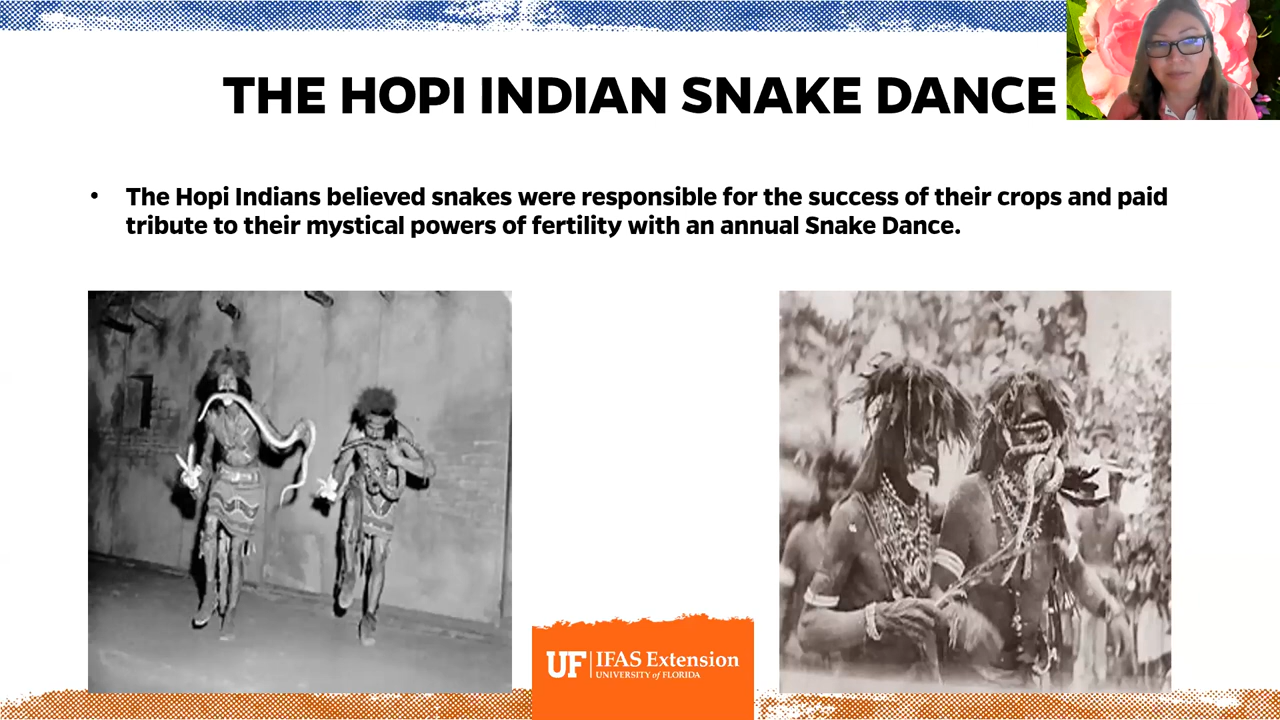 THE HOPI INDIAN SNAKE DANCE
• The Hopi Indians believed snakes were responsible for the success of their crops and paid
tribute to their mystical powers of fertility with an annual Snake Dance.
UF | IFAS Extension
UNIVERSITY of FLORIDA